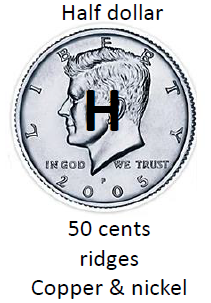 Half dollar
LIBERTY
H
IN GOD WE TRUST
P
2005
50 cents
ridges
Copper & nickel